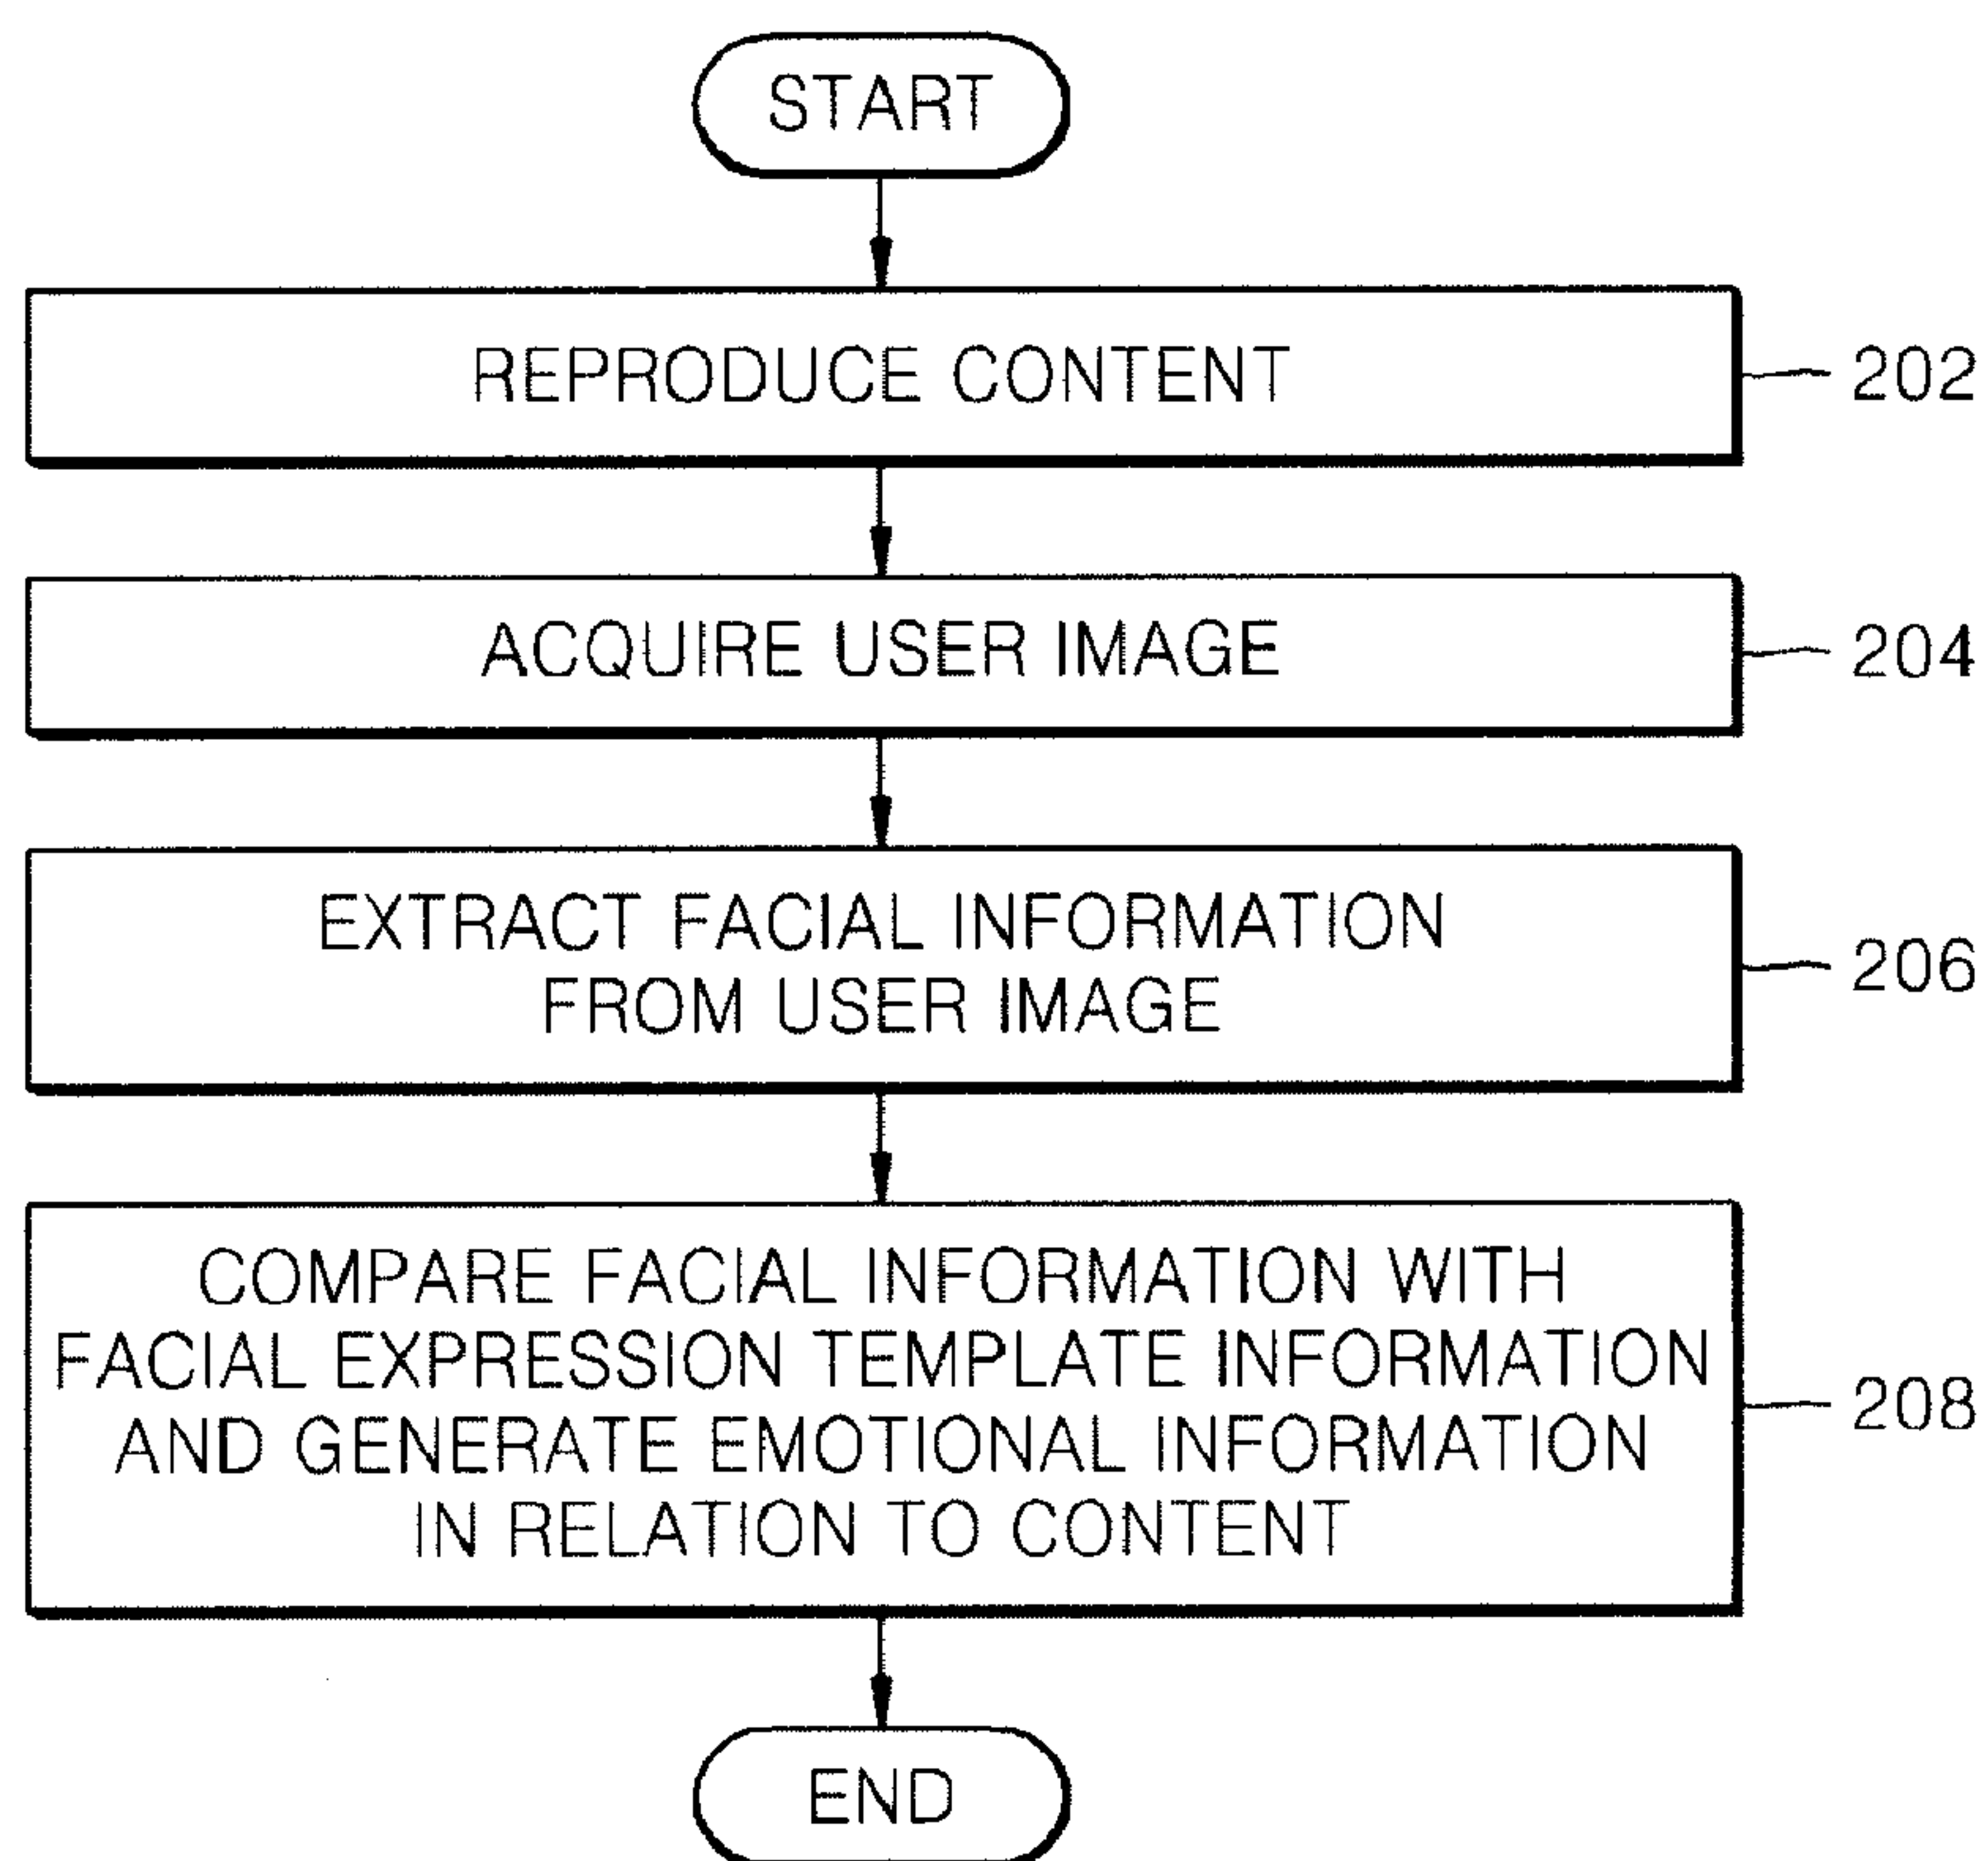 START
REPRODUCE CONTENT
202
ACQUIRE USER IMAGE
204
EXTRACT FACIAL INFORMATION
FROM USER IMAGE
206
COMPARE FACIAL INFORMATION WITH
FACIAL EXPRESSION TEMPLATE INFORMATION
AND GENERATE EMOTIONAL INFORMATION
IN RELATION TO CONTENT
208
END